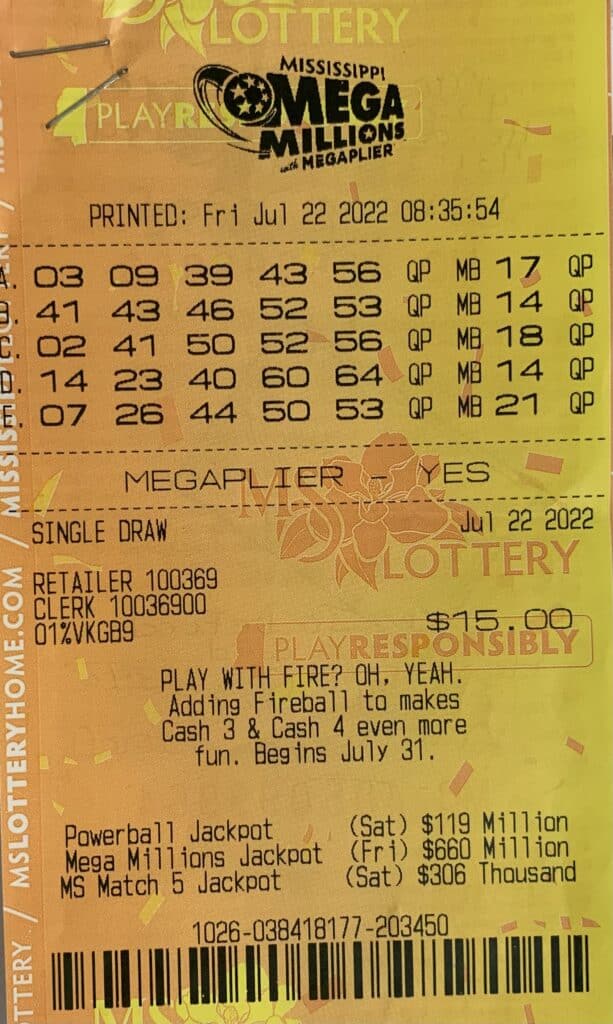 LOTTERY
MISSISSIPPI
MEGA
MILLIONS
with MEGAPLIER
PLAY
PRINTED: Fri Jul 22 2022 08:35:54
A. 03 09 39 43 56 QP MB 17 QP
B. 41 43 46 52 53 QP MB 14 QP
C. 02 41 50 52 56 QP MB 18 QP
D. 14 23 40 60 64 QP MB 14 QP
E. 07 26 44 50 53 QP MB 21 QP
MEGAPLIER - YES
MS
LOTTERY
SINGLE DRAW Jul 22 2022
RETAILER 100369
CLERK 10036900
01%VKGB9
$15.00
PLAY RESPONSIBLY
PLAY WITH FIRE? OH, YEAH.
Adding Fireball to makes
Cash 3 & Cash 4 even more
fun. Begins July 31.
Powerball Jackpot (Sat) $119 Million
Mega Millions Jackpot (Fri) $660 Million
MS Match 5 Jackpot (Sat) $306 Thousand
1026-038418177-203450
TTERY / MSLOTTERYHOME.COM /